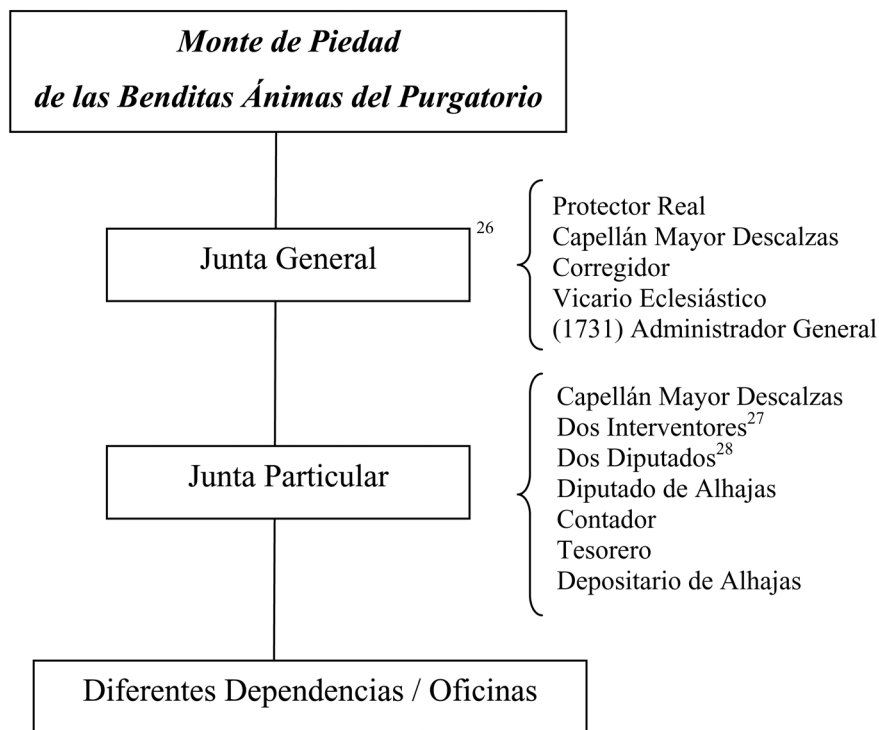 Monte de Piedad
de las Benditas Ánimas del Purgatorio
Junta General 26
Protector Real
Capellán Mayor Descalzas
Corregidor
Vicario Eclesiástico
(1731) Administrador General
Junta Particular
Capellán Mayor Descalzas
Dos Interventores27
Dos Diputados28
Diputado de Alhajas
Contador
Tesorero
Depositario de Alhajas
Diferentes Dependencias / Oficinas